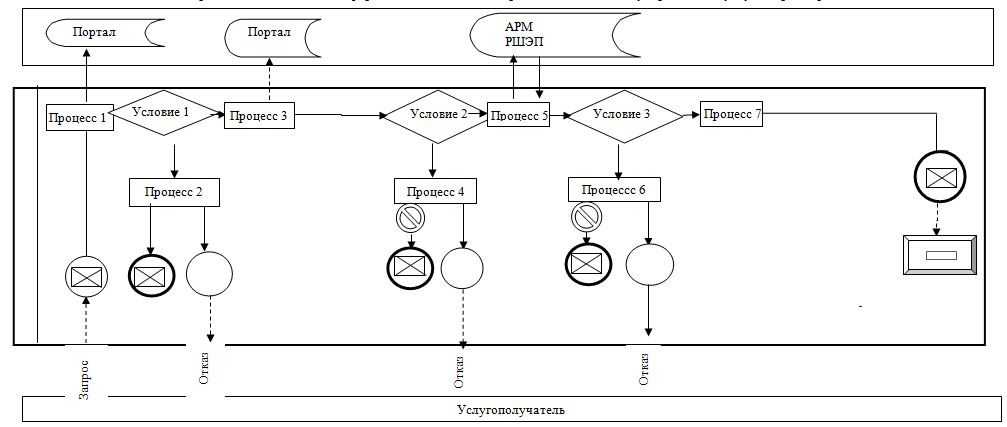 Портал
Портал
АРМ
РШЭП
Процесс 1
Условие 1
Процесс 3
Условие 2
Процесс 5
Условие 3
Процесс 7
Процесс 2
Процесс 4
Процессс 6
Запрос
Отказ
Отказ
Отказ
Услугополучатель